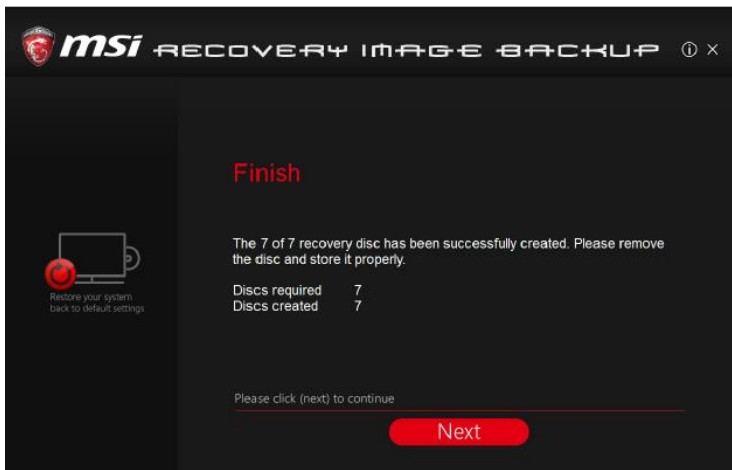 msi RECOVERY IMAGE BACKUP
Finish
The 7 of 7 recovery disc has been successfully created. Please remove
the disc and store it properly.
Discs required 7
Discs created 7
Restore your system
back to default settings
Please click (next) to continue
Next